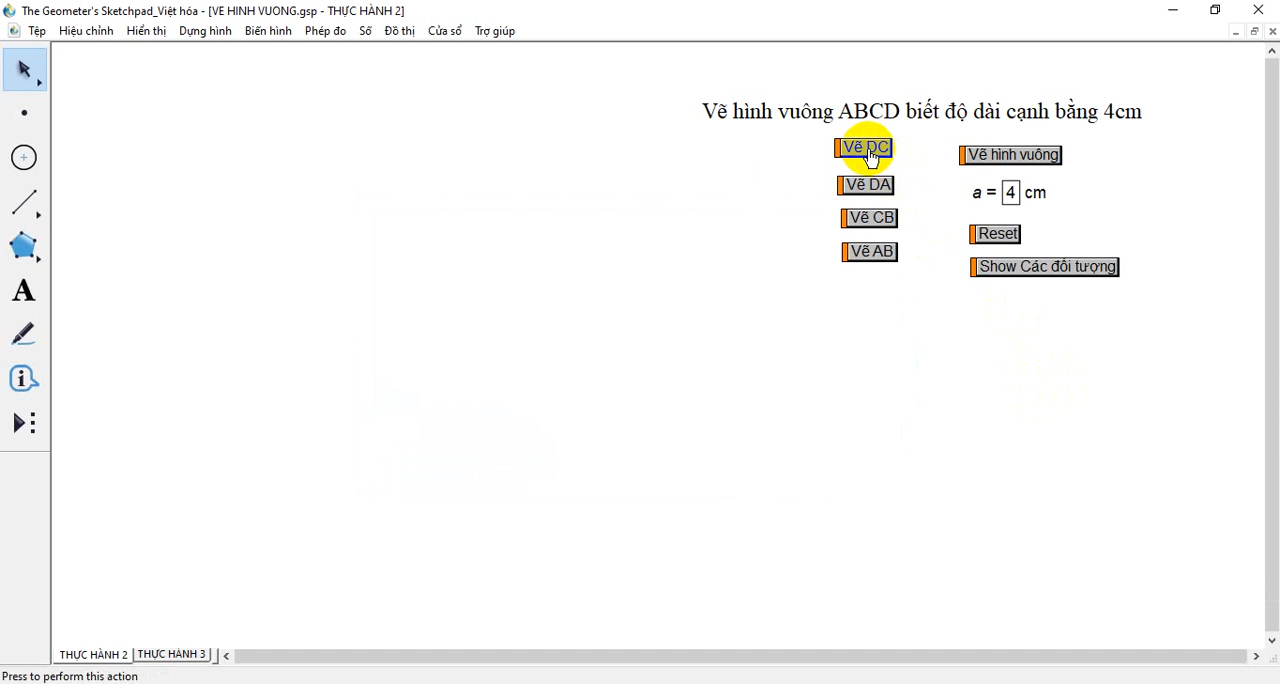 The Geometer's Sketchpad_Việt hóa - [VE HINH VUONG.gsp - THỰC HÀNH 2]
Tệp Hiệu chỉnh Hiển thị Dựng hình Biến hình Phép đo Số Đồ thị Cửa sổ Trợ giúp
Vẽ hình vuông ABCD biết độ dài cạnh bằng 4cm
Vẽ DC
Vẽ DA
Vẽ CB
Vẽ AB
Vẽ hình vuông
a = 4 cm
Reset
Show Các đối tượng
A
THỰC HÀNH 2 THỰC HÀNH 3
Press to perform this action